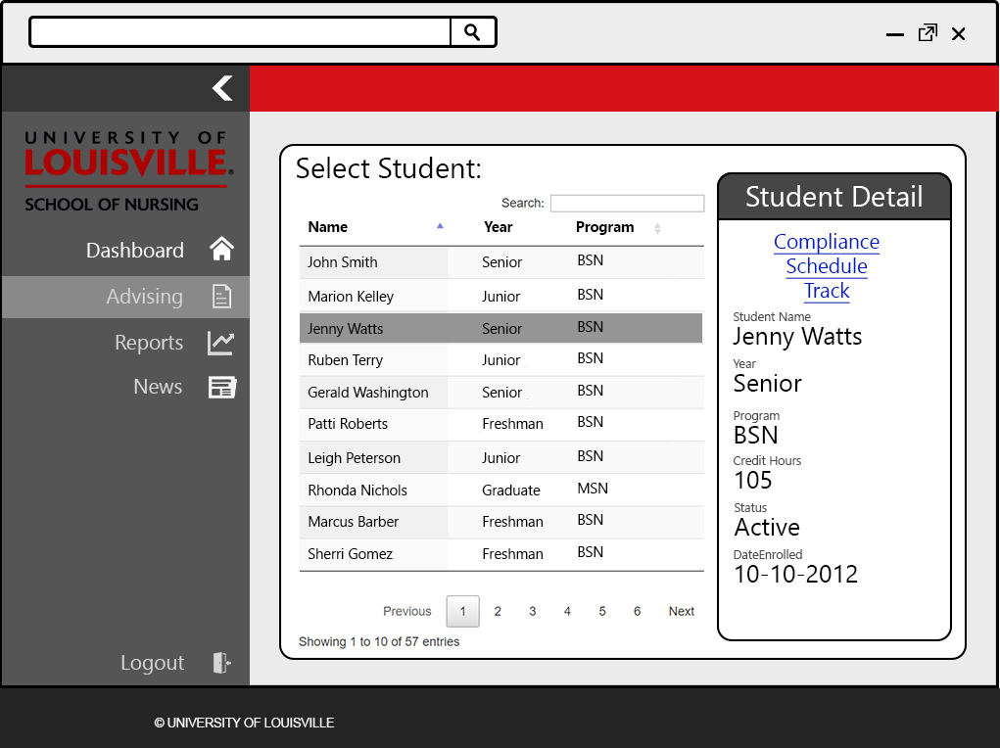 UNIVERSITY OF
LOUISVILLE.
SCHOOL OF NURSING
Dashboard
Advising
Reports
News
Logout
Select Student:
Search:
Name Year Program
John Smith Senior BSN
Marion Kelley Junior BSN
Jenny Watts Senior BSN
Ruben Terry Junior BSN
Gerald Washington Senior BSN
Patti Roberts Freshman BSN
Leigh Peterson Junior BSN
Rhonda Nichols Graduate MSN
Marcus Barber Freshman BSN
Sherri Gomez Freshman BSN
Previous 1 2 3 4 5 6 Next
Showing 1 to 10 of 57 entries
Student Detail
Compliance
Schedule
Track
Student Name
Jenny Watts
Year
Senior
Program
BSN
Credit Hours
105
Status
Active
DateEnrolled
10-10-2012
© UNIVERSITY OF LOUISVILLE